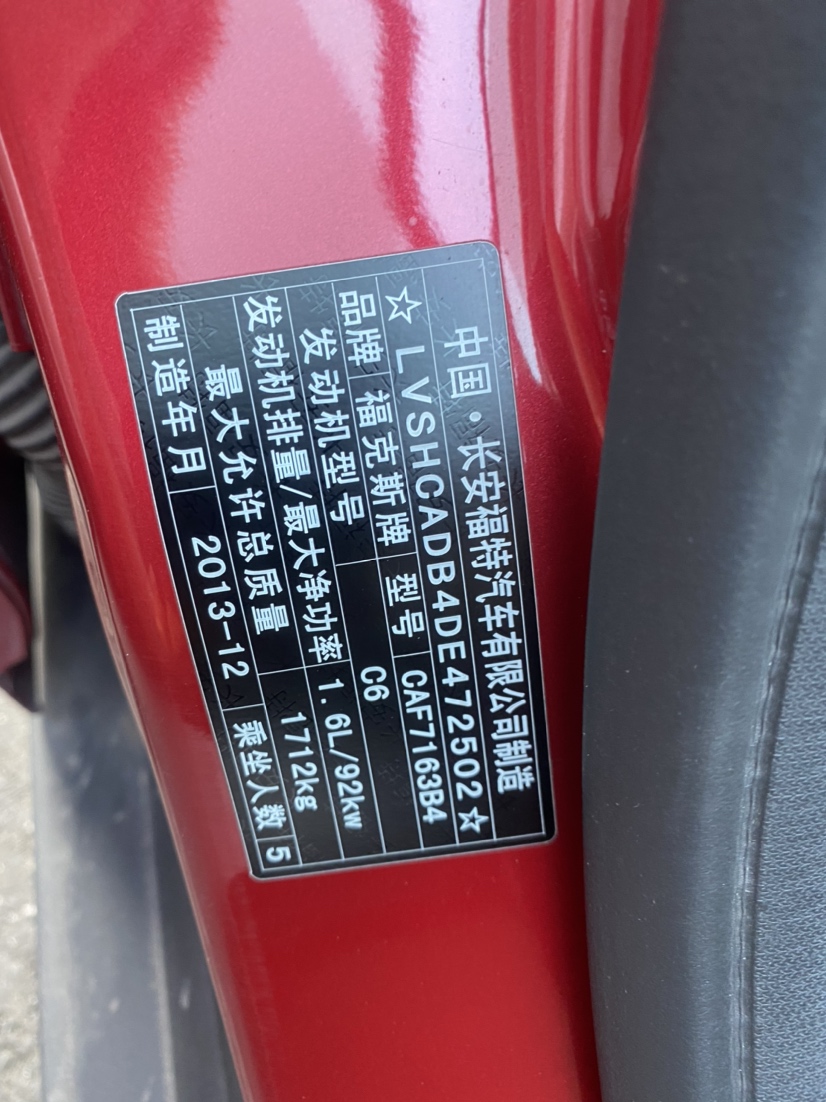 中国·长安福特汽车有限公司制造
☆LVSHCADB4DE472502☆
品牌 福克斯牌 型号 CAF7163B4
发动机型号 C6
发动机排量/最大净功率 1.6L/92kw
最大允许总质量 1712kg
制造年月 2013-12 乘坐人数 5